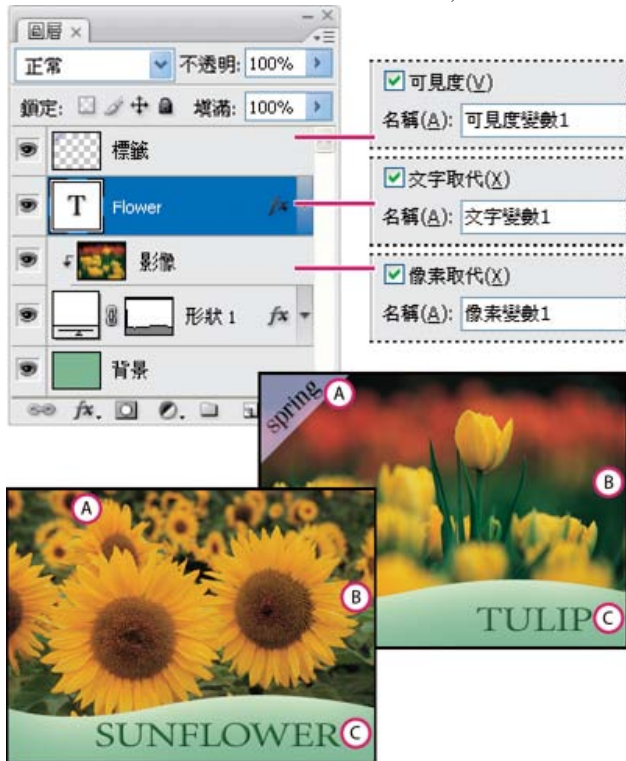 圖層 ×
正常 不透明: 100%
鎖定: 填滿: 100%
標籤
T Flower fx
影像
形狀 1 fx
背景
fx.
可見度(V)
名稱(A): 可見度變數1
文字取代(X)
名稱(A): 文字變數1
像素取代(X)
名稱(A): 像素變數1
spring A
B
TULIP C
A
B
SUNFLOWER C